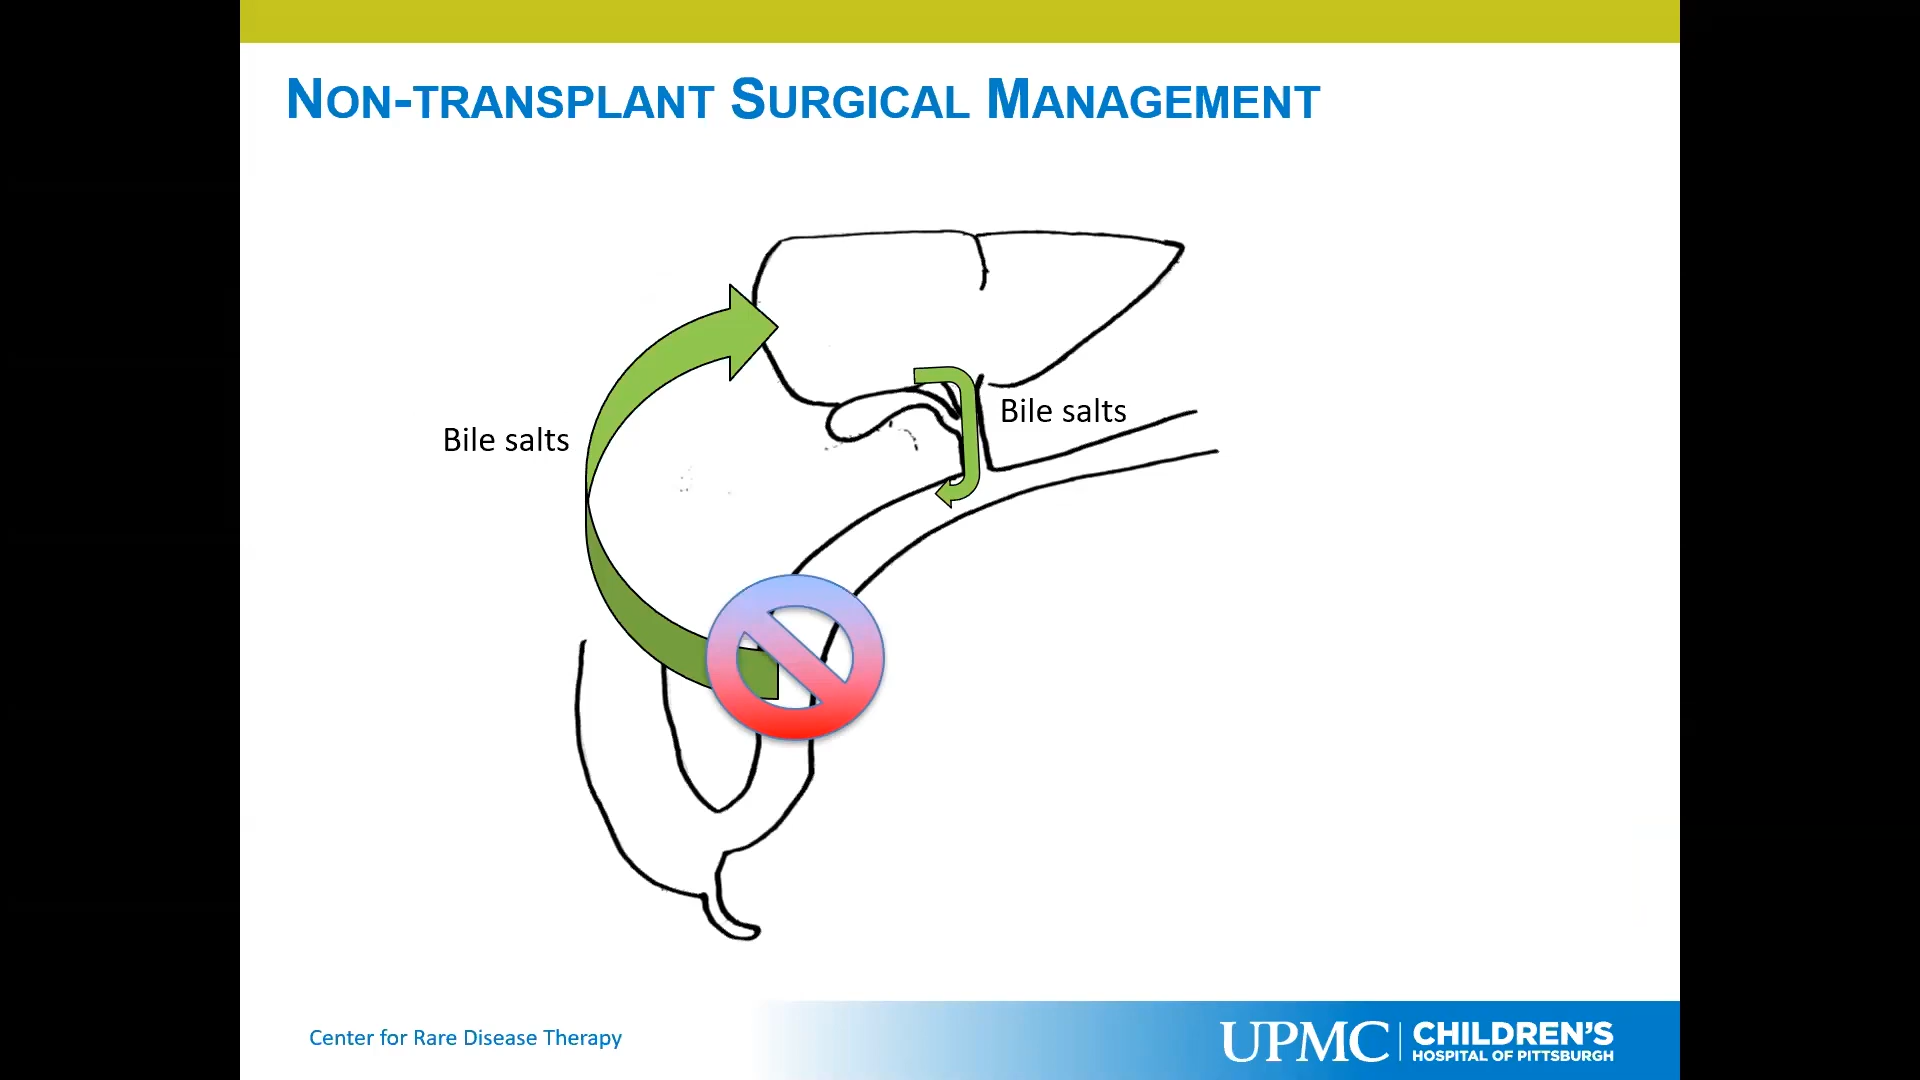 NON-TRANSPLANT SURGICAL MANAGEMENT
Bile salts
Bile salts
Center for Rare Disease Therapy
UPMC CHILDREN'S
HOSPITAL OF PITTSBURGH